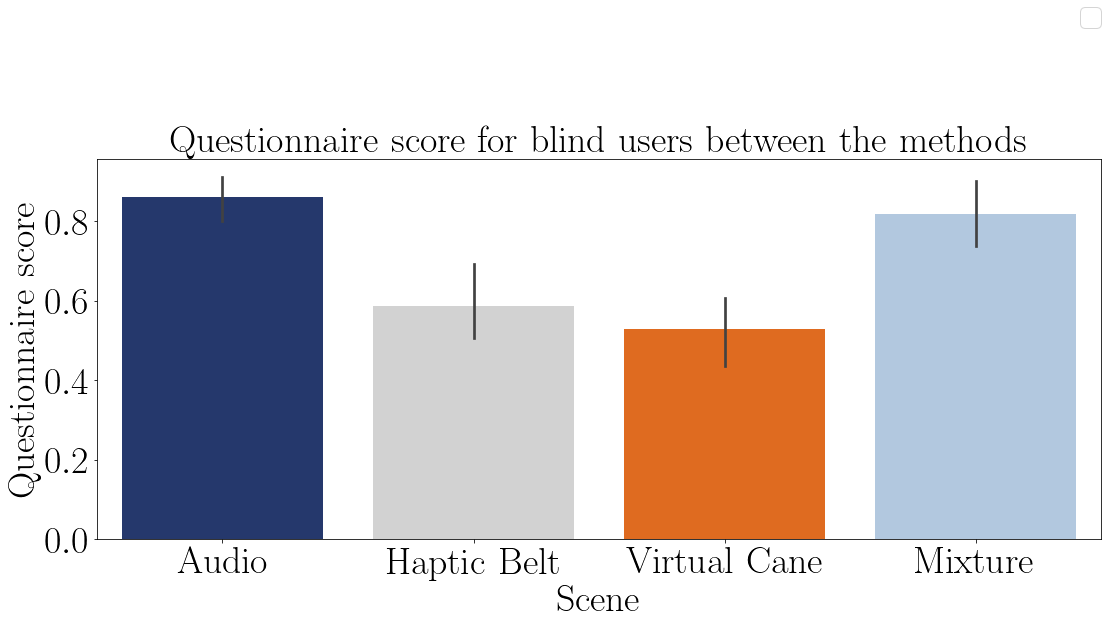 Questionnaire score for blind users between the methods
Questionnaire score
0.8
0.6
0.4
0.2
0.0
Audio
Haptic Belt
Virtual Cane
Mixture
Scene